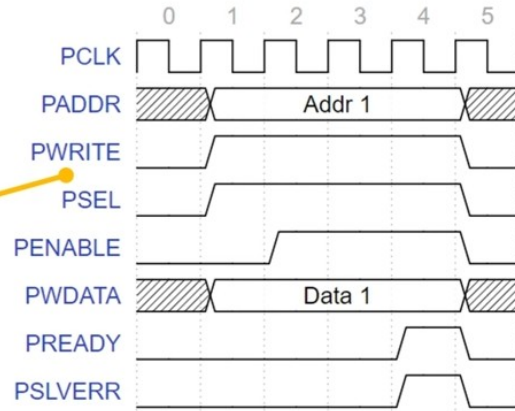 0 1 2 3 4 5
PCLK
PADDR Addr 1
PWRITE
PSEL
PENABLE
PWDATA Data 1
PREADY
PSLVERR